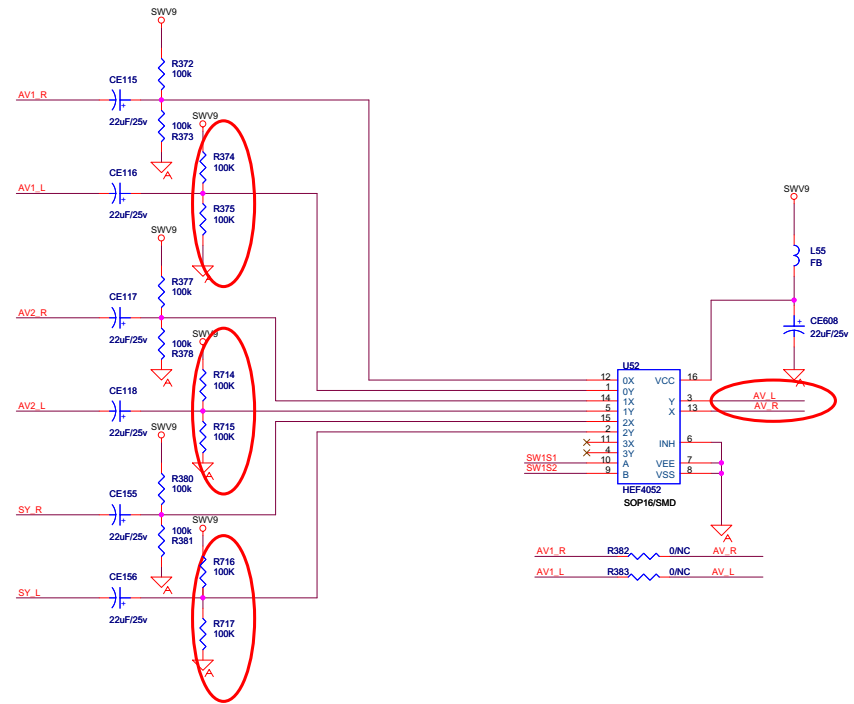 SWV9
R372
100k
CE115
AV1_R
22uF/25v
100k
R373
A
SWV9
R374
100K
CE116
AV1_L
22uF/25v
R375
100K
A
SWV9
R377
100k
CE117
AV2_R
22uF/25v
100k
R378
A
SWV9
R714
100K
CE118
AV2_L
22uF/25v
R715
100K
A
SWV9
R380
100k
CE155
SY_R
22uF/25v
100k
R381
A
SWV9
R716
100K
CE156
SY_L
22uF/25v
R717
100K
A
SWV9
L55
FB
CE608
22uF/25v
A
U52
12 0X VCC 16
1 0Y
14 1X Y 3 AV_L
5 1Y X 13 AV_R
15 2X
2 2Y
11 3X INH 6
4 3Y
SW1S1 10 A VEE 7
SW1S2 9 B VSS 8
HEF4052
SOP16/SMD
A
AV1_R R382 0/NC AV_R
AV1_L R383 0/NC AV_L